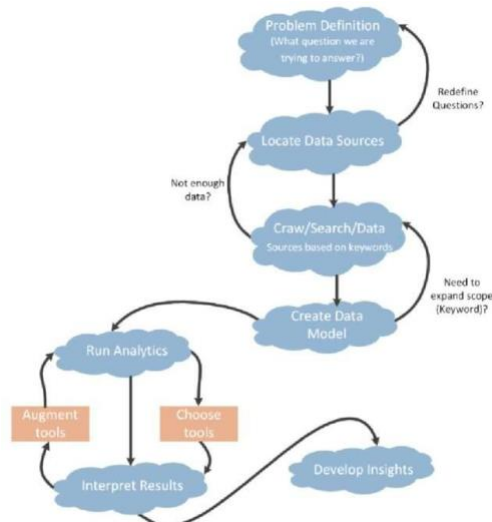 Problem Definition
(What question we are
trying to answer?)
Redefine
Questions?
Locate Data Sources
Not enough
data?
Craw/Search/Data
Sources based on keywords
Need to
expand scope
(Keyword)?
Create Data
Model
Run Analytics
Augment
tools
Choose
tools
Interpret Results
Develop Insights